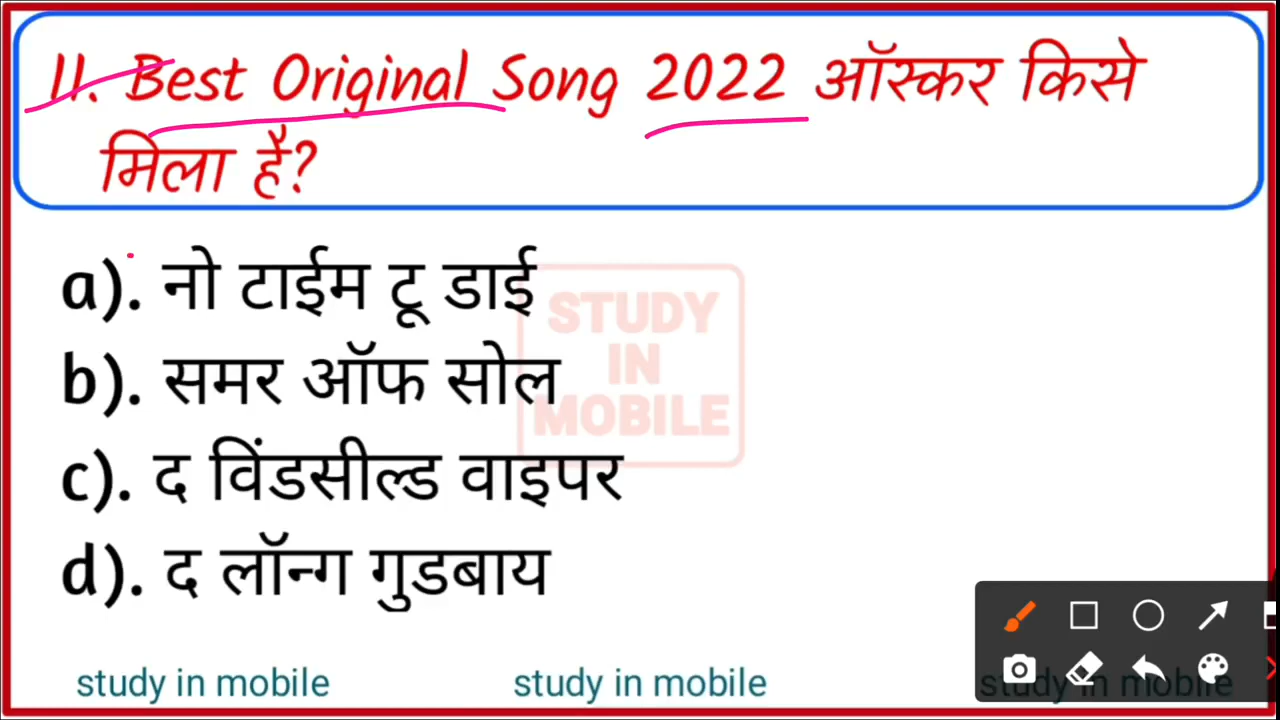 11. Best Original Song 2022 ऑस्कर किसे
मिला है?
a). नो टाईम टू डाई
b). समर ऑफ सोल
c). द विंडसील्ड वाइपर
d). द लॉन्ग गुडबाय
STUDY
IN
MOBILE
study in mobile study in mobile study in mobile